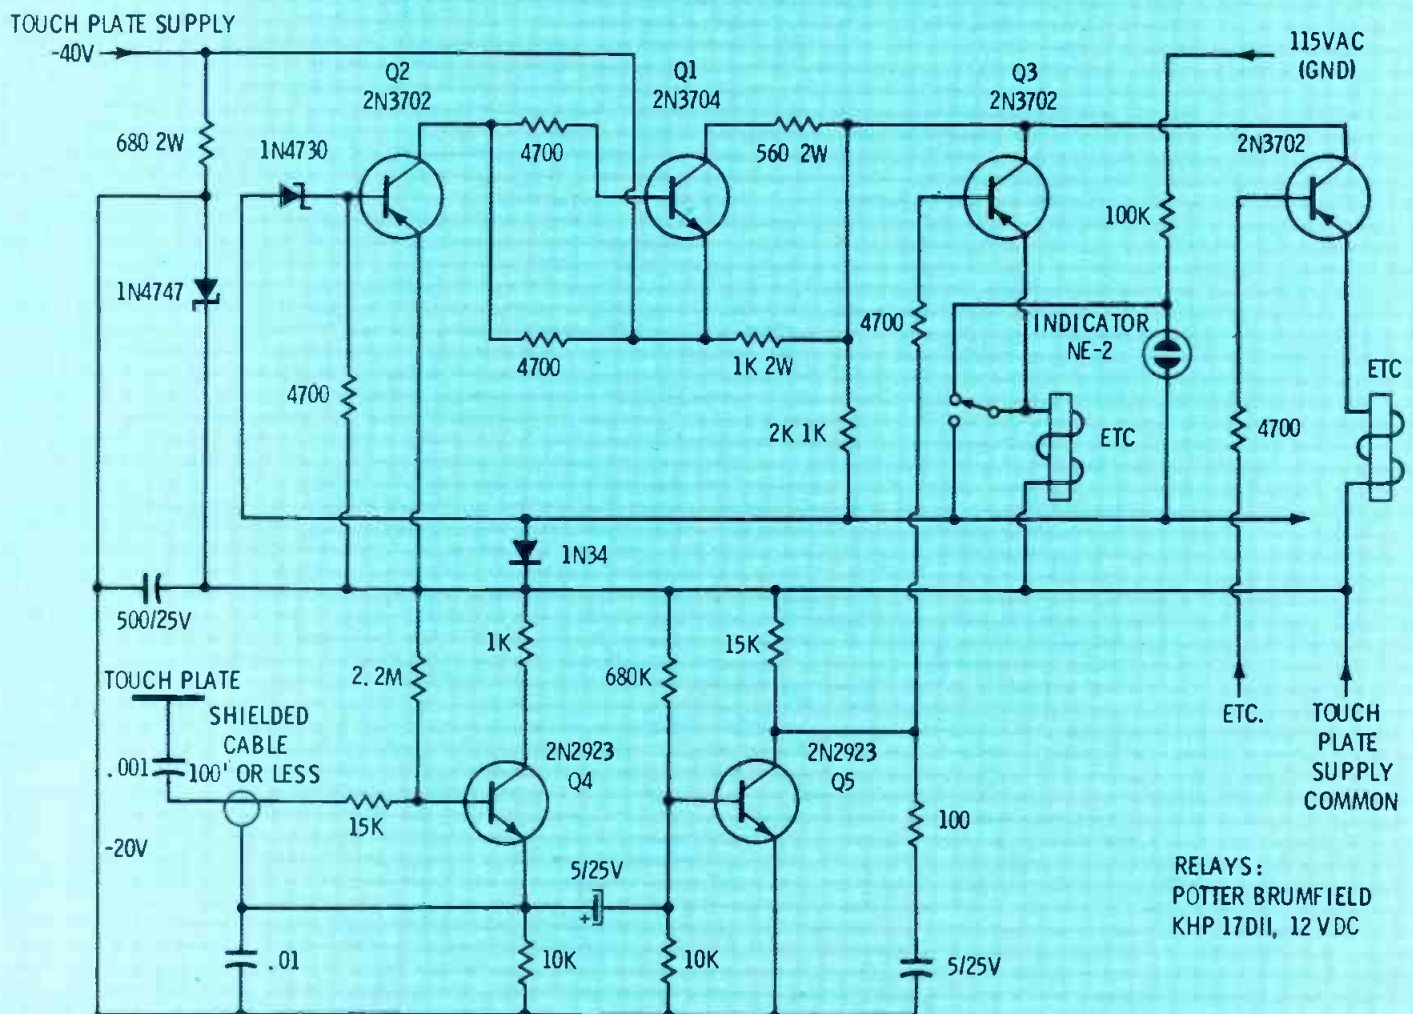 TOUCH PLATE SUPPLY
-40V
Q2
2N3702
Q1
2N3704
Q3
2N3702
115VAC
(GND)
680 2W
1N4730
4700
560 2W
2N3702
100K
1N4747
4700
INDICATOR
NE-2
4700
1K 2W
ETC
4700
2K 1K
ETC
4700
1N34
500/25V
1K
15K
2.2M
680K
TOUCH PLATE
SHIELDED
CABLE
100' OR LESS
.001
ETC.
TOUCH
PLATE
SUPPLY
COMMON
2N2923
Q4
2N2923
Q5
15K
100
-20V
5/25V
+
RELAYS:
POTTER BRUMFIELD
KHP 17D11, 12 VDC
.01
10K
10K
5/25V